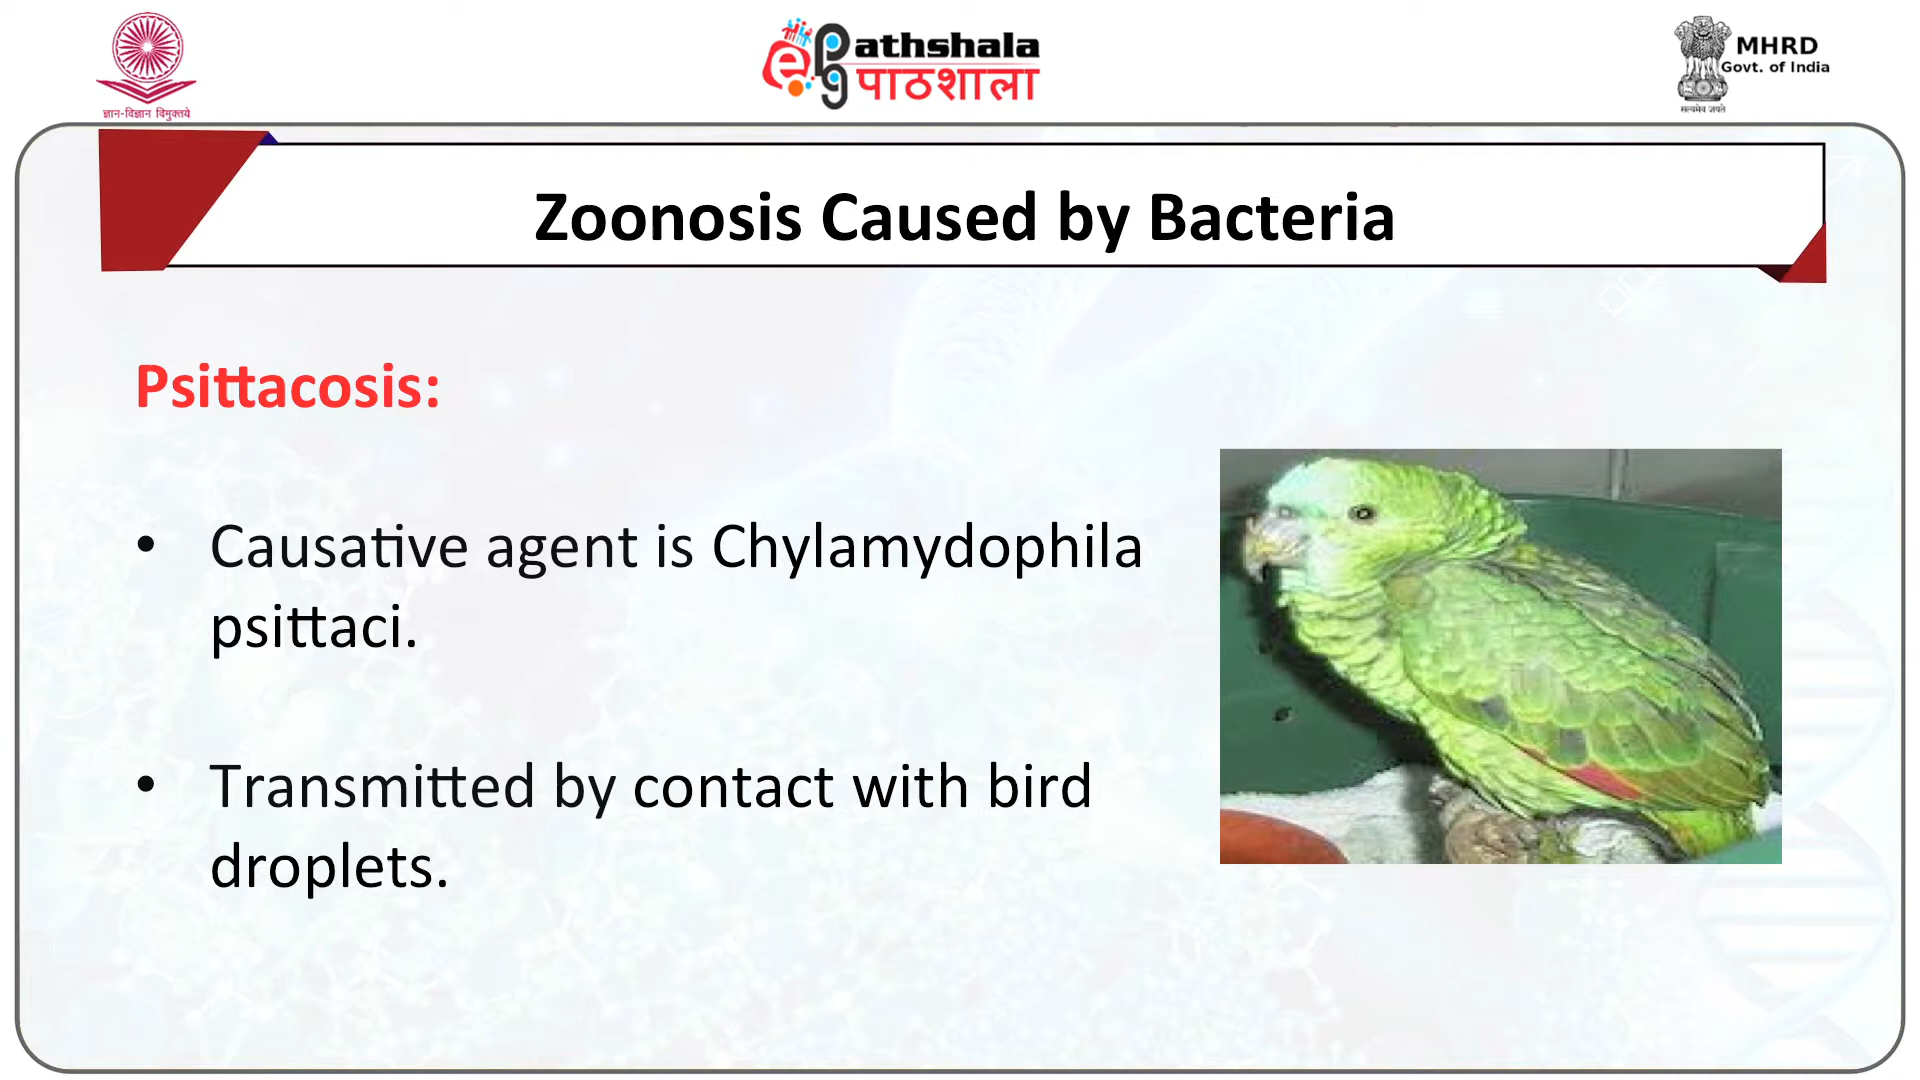 ज्ञान-विज्ञान विमुक्तये
ePathshala
पाठशाला
MHRD
Govt. of India
सत्यमेव जयते
Zoonosis Caused by Bacteria
Psittacosis:
• Causative agent is Chylamydophila
psittaci.
• Transmitted by contact with bird
droplets.